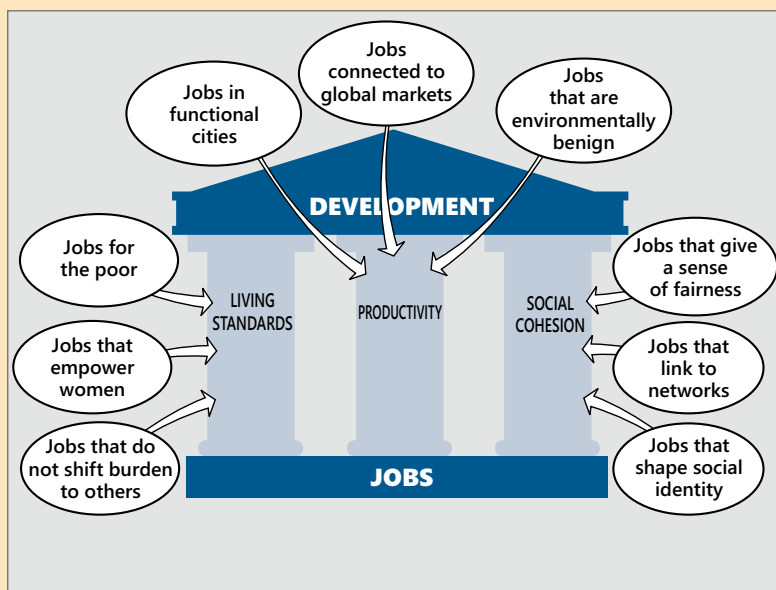 Jobs
connected to
global markets
Jobs in
functional
cities
Jobs
that are
environmentally
benign
DEVELOPMENT
Jobs for
the poor
Jobs that
empower
women
Jobs that do
not shift burden
to others
LIVING
STANDARDS
PRODUCTIVITY
SOCIAL
COHESION
Jobs that give
a sense
of fairness
Jobs that
link to
networks
Jobs that
shape social
identity
JOBS